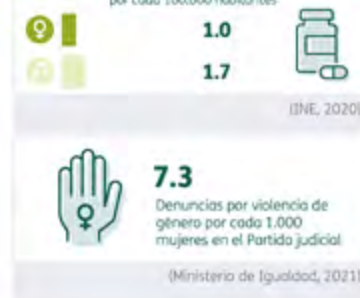 por cada 100.000 habitantes
1.0
1.7
(INE, 2020)
7.3
Denuncias por violencia de
género por cada 1.000
mujeres en el Partido judicial
(Ministerio de Igualdad, 2021)